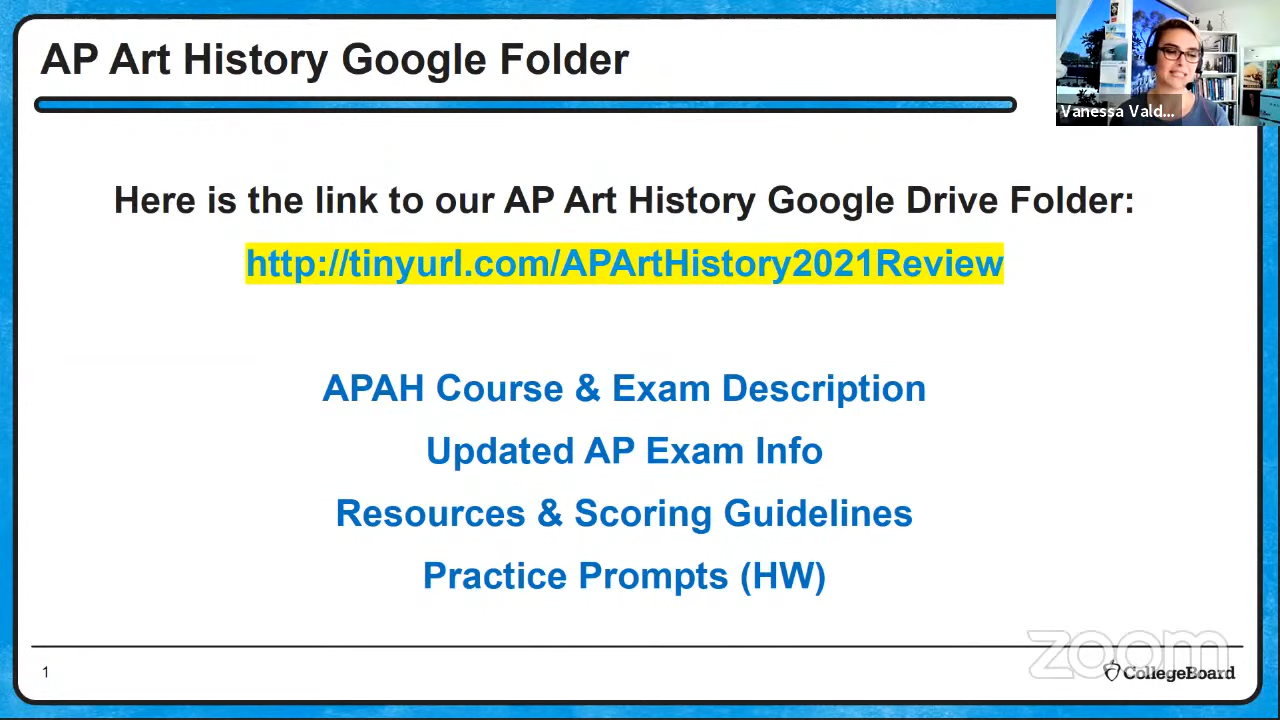 AP Art History Google Folder
Vanessa Vald...
Here is the link to our AP Art History Google Drive Folder:
http://tinyurl.com/APArtHistory2021Review
APAH Course & Exam Description
Updated AP Exam Info
Resources & Scoring Guidelines
Practice Prompts (HW)
zoom
1
CollegeBoard